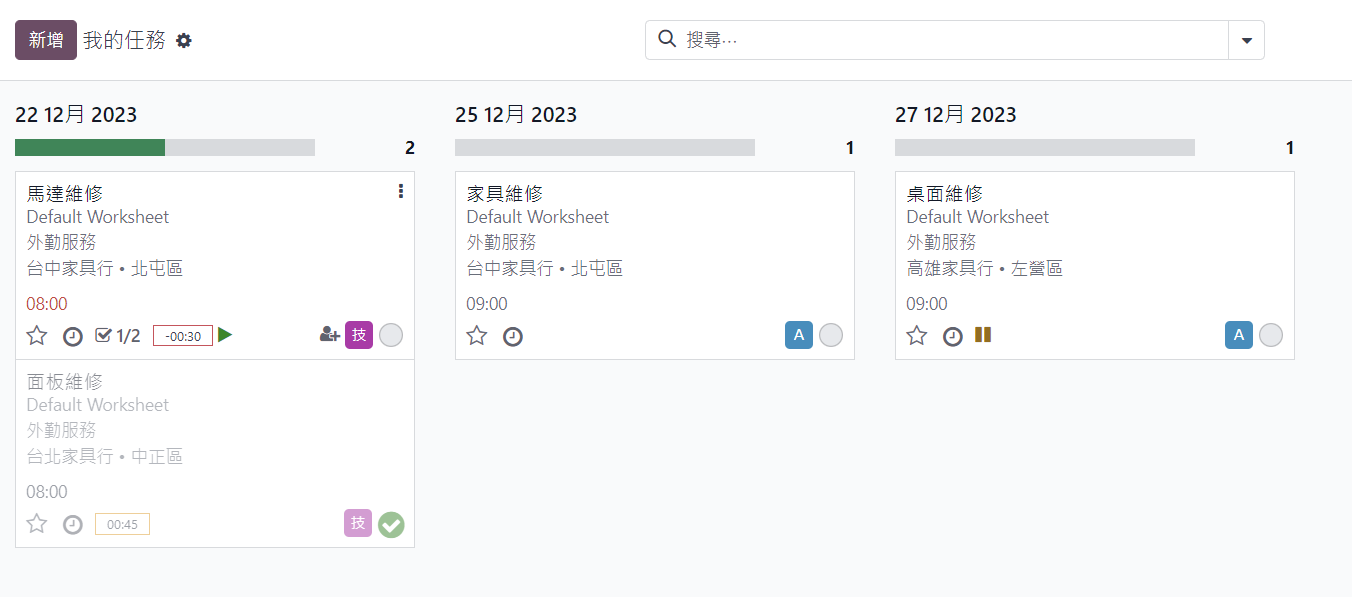 新增 我的任務
搜尋...
22 12月 2023
2
馬達維修
Default Worksheet
外勤服務
台中家具行 • 北屯區
08:00
1/2 -00:30 技
面板維修
Default Worksheet
外勤服務
台北家具行 • 中正區
08:00
00:45 技
25 12月 2023
1
家具維修
Default Worksheet
外勤服務
台中家具行 • 北屯區
09:00
A
27 12月 2023
1
桌面維修
Default Worksheet
外勤服務
高雄家具行 • 左營區
09:00
A